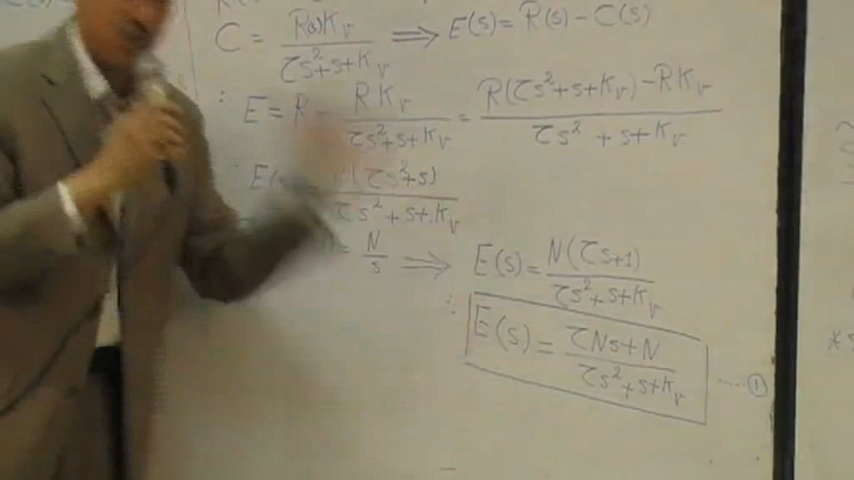 C = R(s)Kv / τs²+s+Kv ⟹ E(s) = R(s) − C(s)
∴ E = R − RKv / τs²+s+Kv = R(τs²+s+Kv) − RKv / τs² + s + Kv
(τs²+s) / τs² + s + Kv
= N/s ⟹ E(s) = N(τs+1) / τs²+s+Kv
∴ E(s) = τNs+N / τs²+s+Kv ---- ①